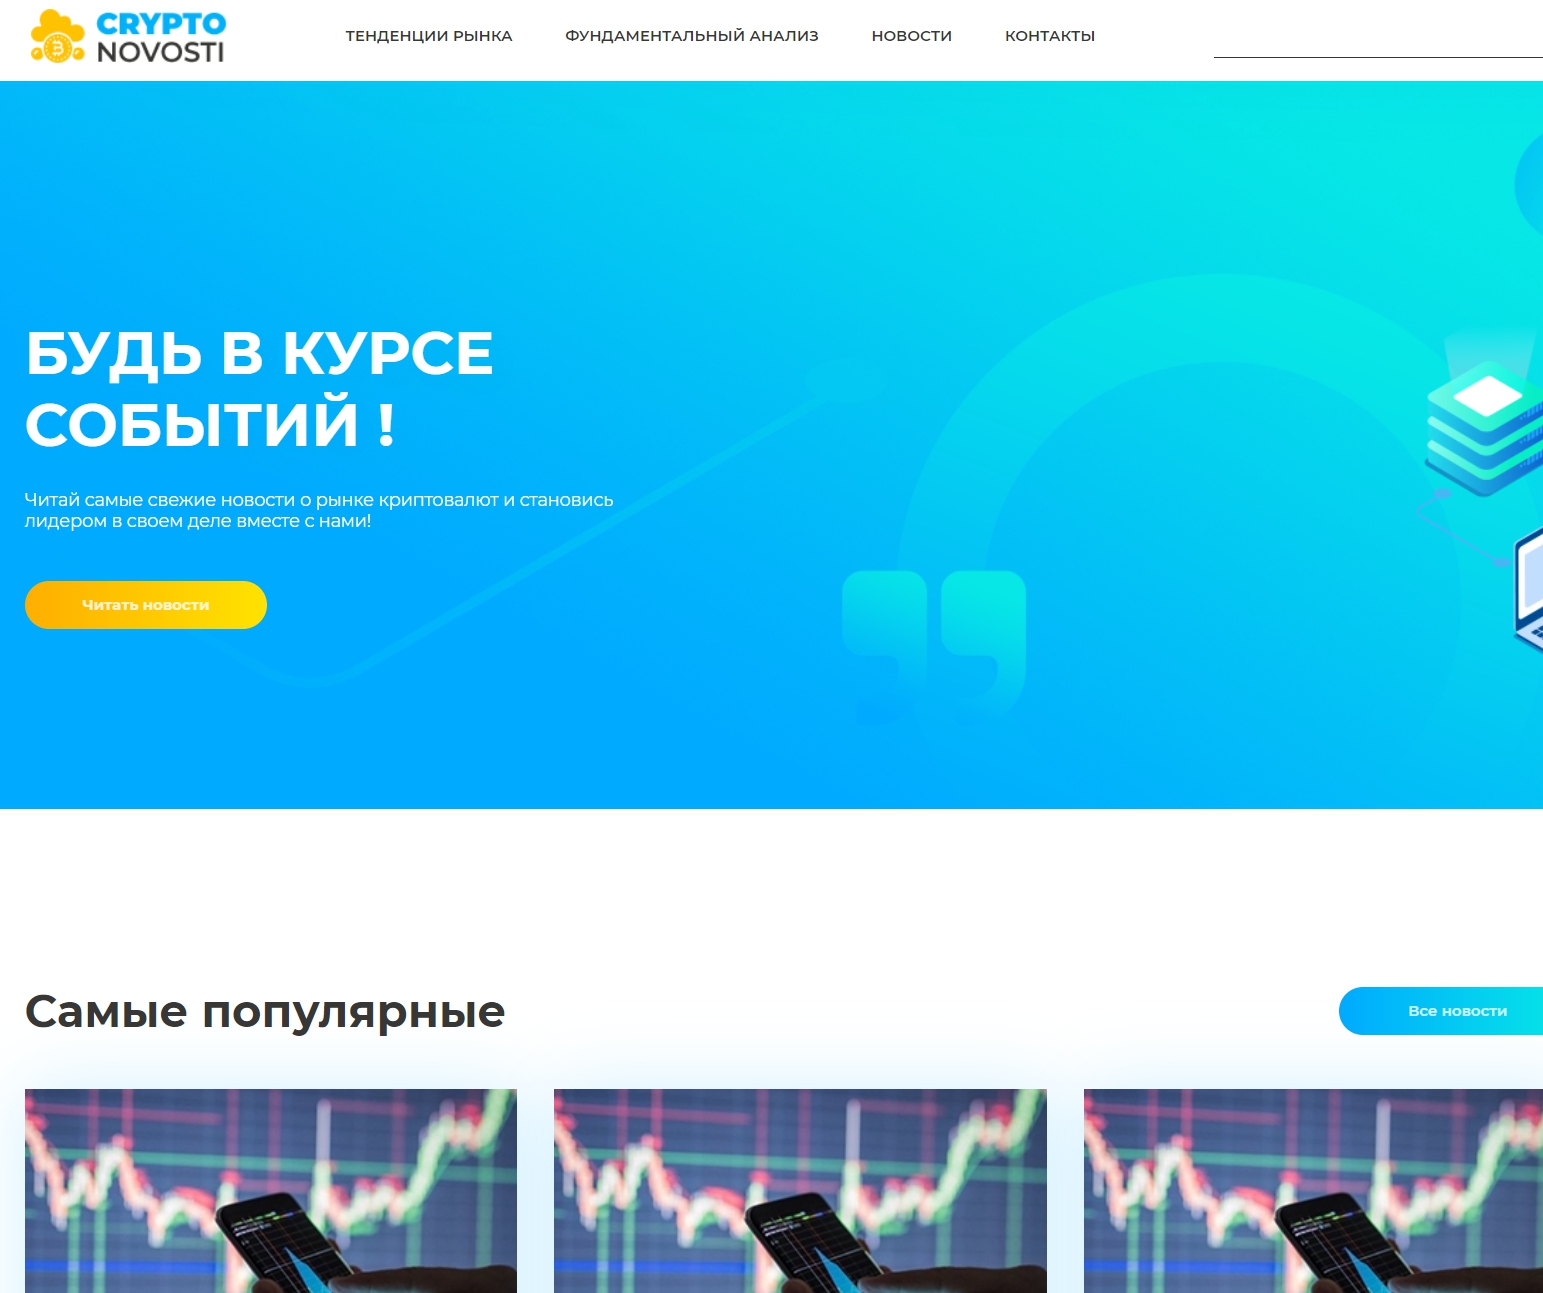 CRYPTO
NOVOSTI
ТЕНДЕНЦИИ РЫНКА
ФУНДАМЕНТАЛЬНЫЙ АНАЛИЗ
НОВОСТИ
КОНТАКТЫ
БУДЬ В КУРСЕ
СОБЫТИЙ !
Читай самые свежие новости о рынке криптовалют и становись
лидером в своем деле вместе с нами!
Читать новости
Самые популярные
Все новости